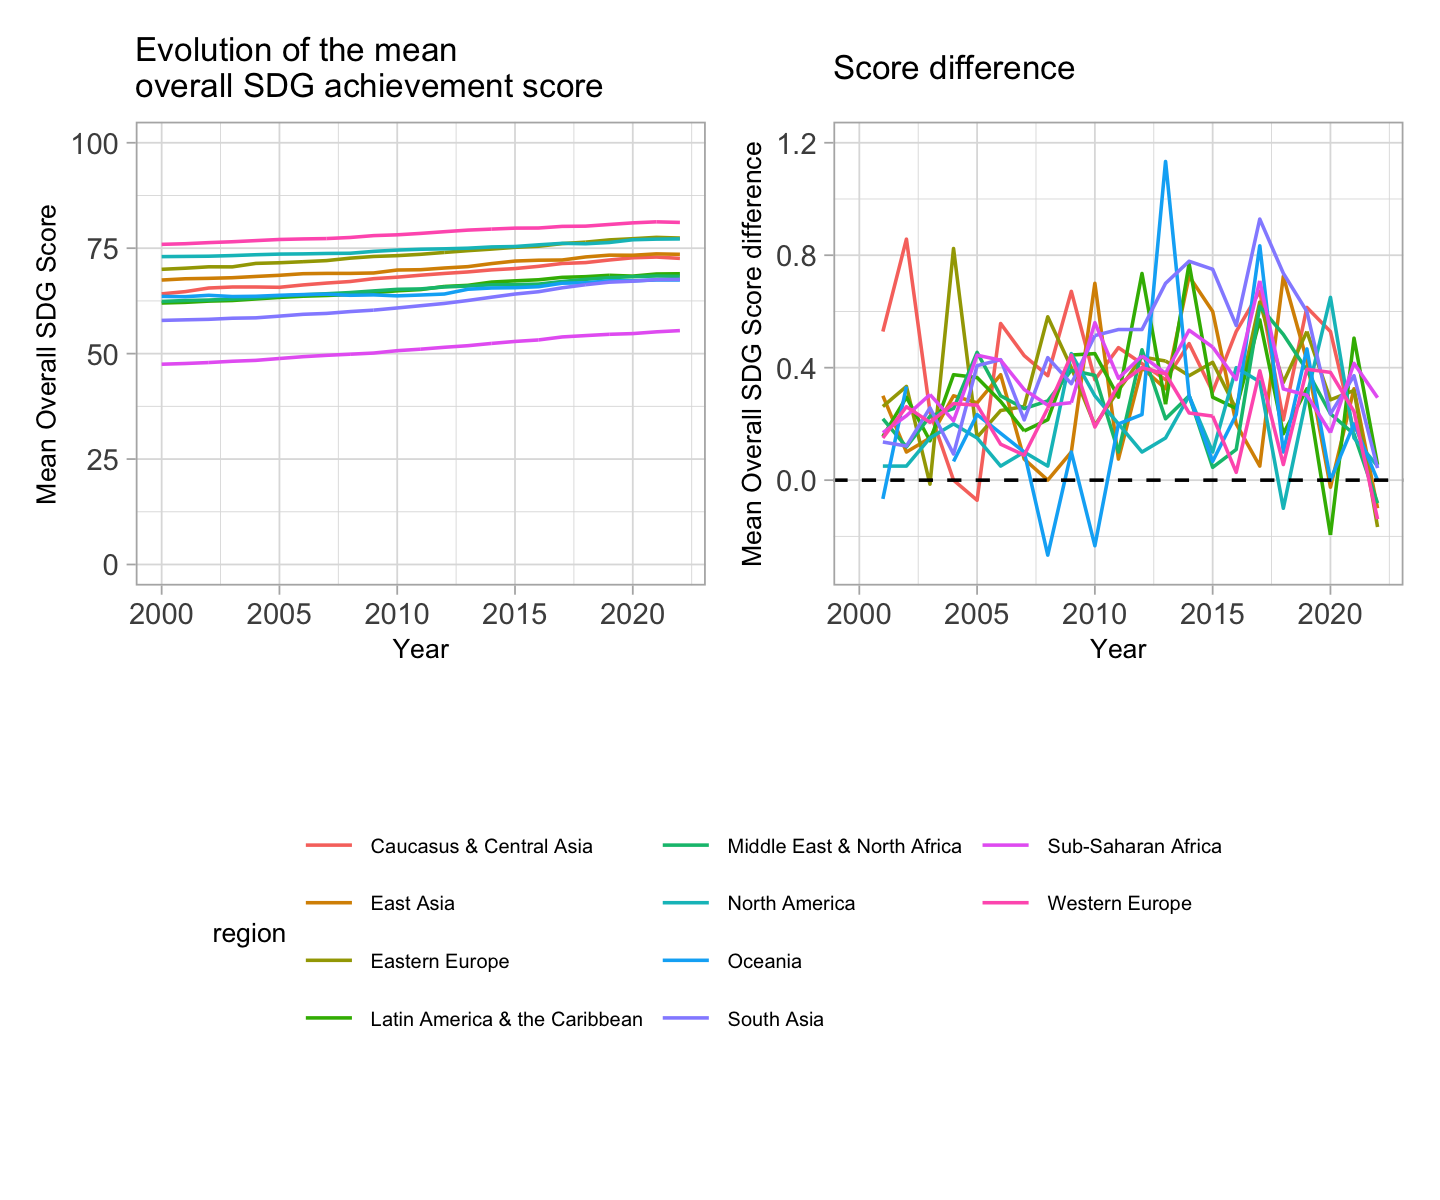 Evolution of the mean
overall SDG achievement score
Mean Overall SDG Score
100
75
50
25
0
2000 2005 2010 2015 2020
Year
Score difference
Mean Overall SDG Score difference
1.2
0.8
0.4
0.0
2000 2005 2010 2015 2020
Year
region
Caucasus & Central Asia
East Asia
Eastern Europe
Latin America & the Caribbean
Middle East & North Africa
North America
Oceania
South Asia
Sub-Saharan Africa
Western Europe